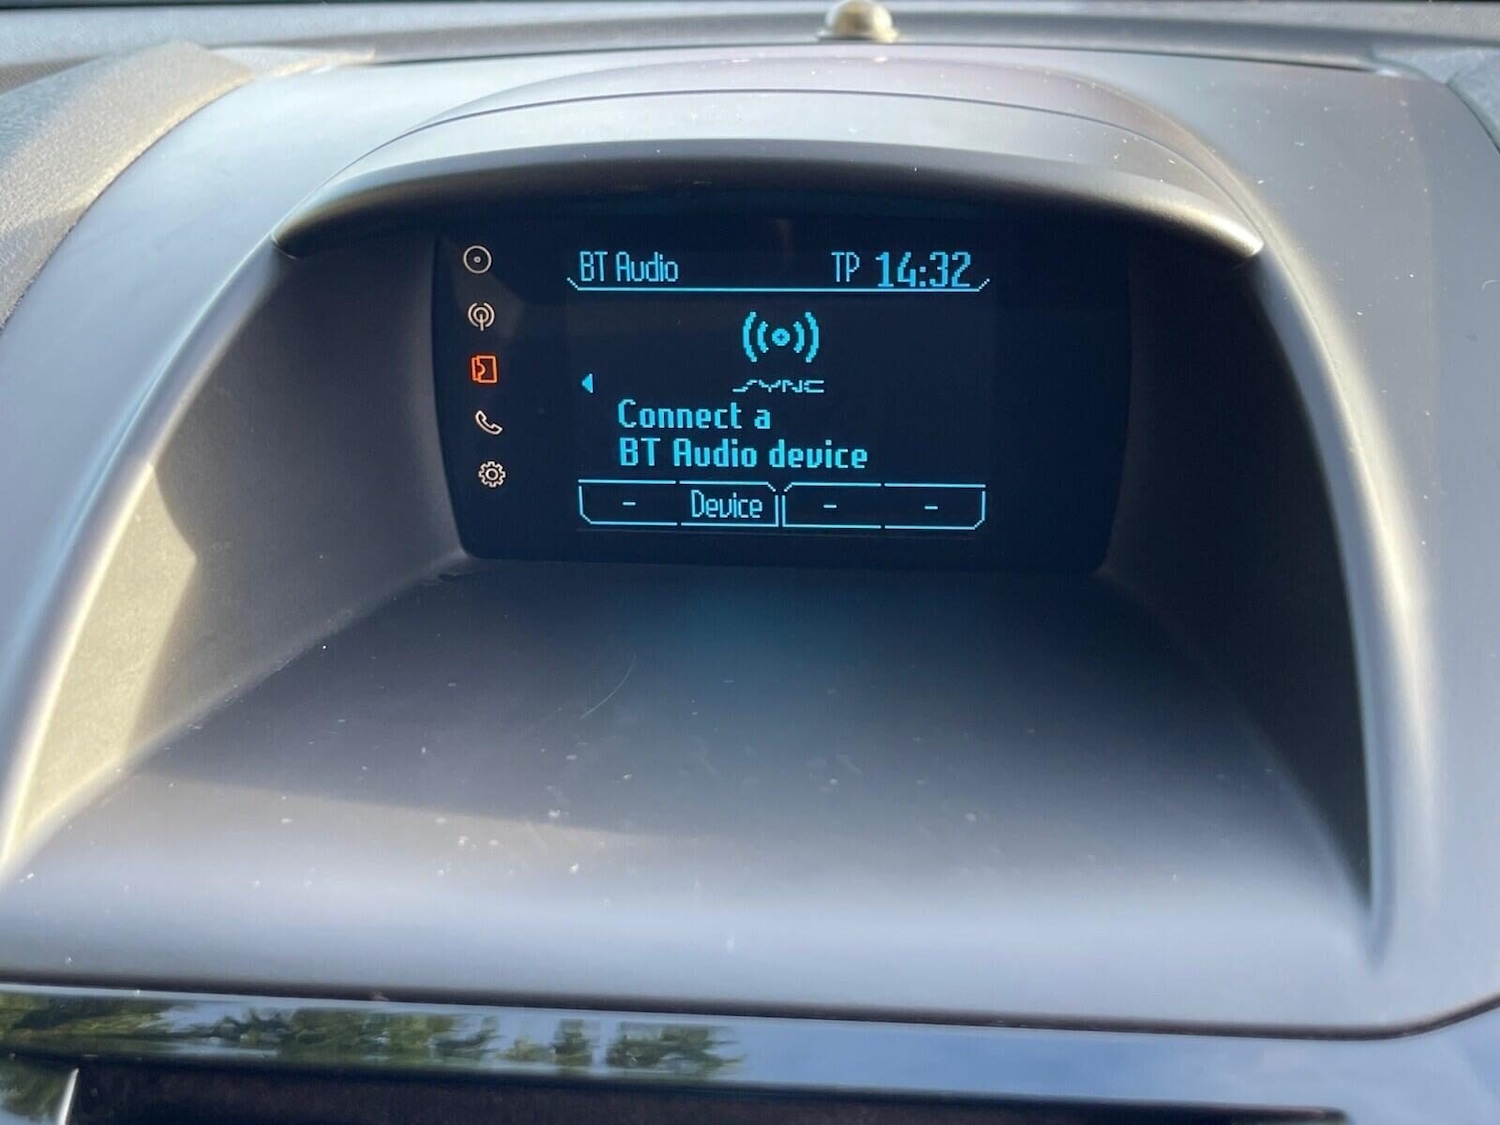 BT Audio TP 14:32
SYNC
Connect a
BT Audio device
- Device - -